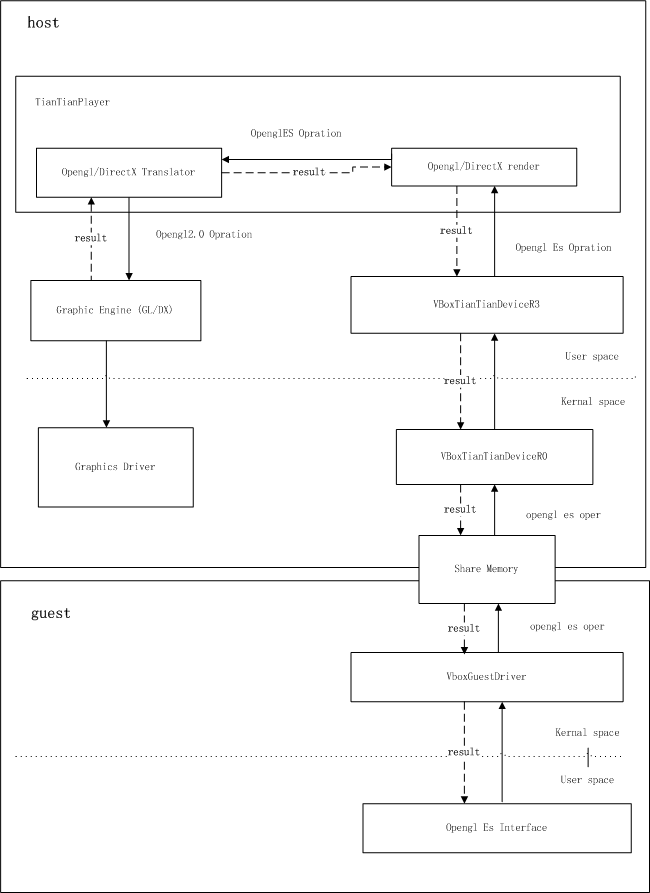 host
TianTianPlayer
OpenglES Opration
Opengl/DirectX Translator
result
Opengl/DirectX render
result
Opengl2.0 Opration
result
Opengl Es Opration
Graphic Engine (GL/DX)
VBoxTianTianDeviceR3
User space
result
Kernal space
Graphics Driver
VBoxTianTianDeviceR0
result
opengl es oper
Share Memory
guest
result
opengl es oper
VboxGuestDriver
Kernal space
result
User space
Opengl Es Interface